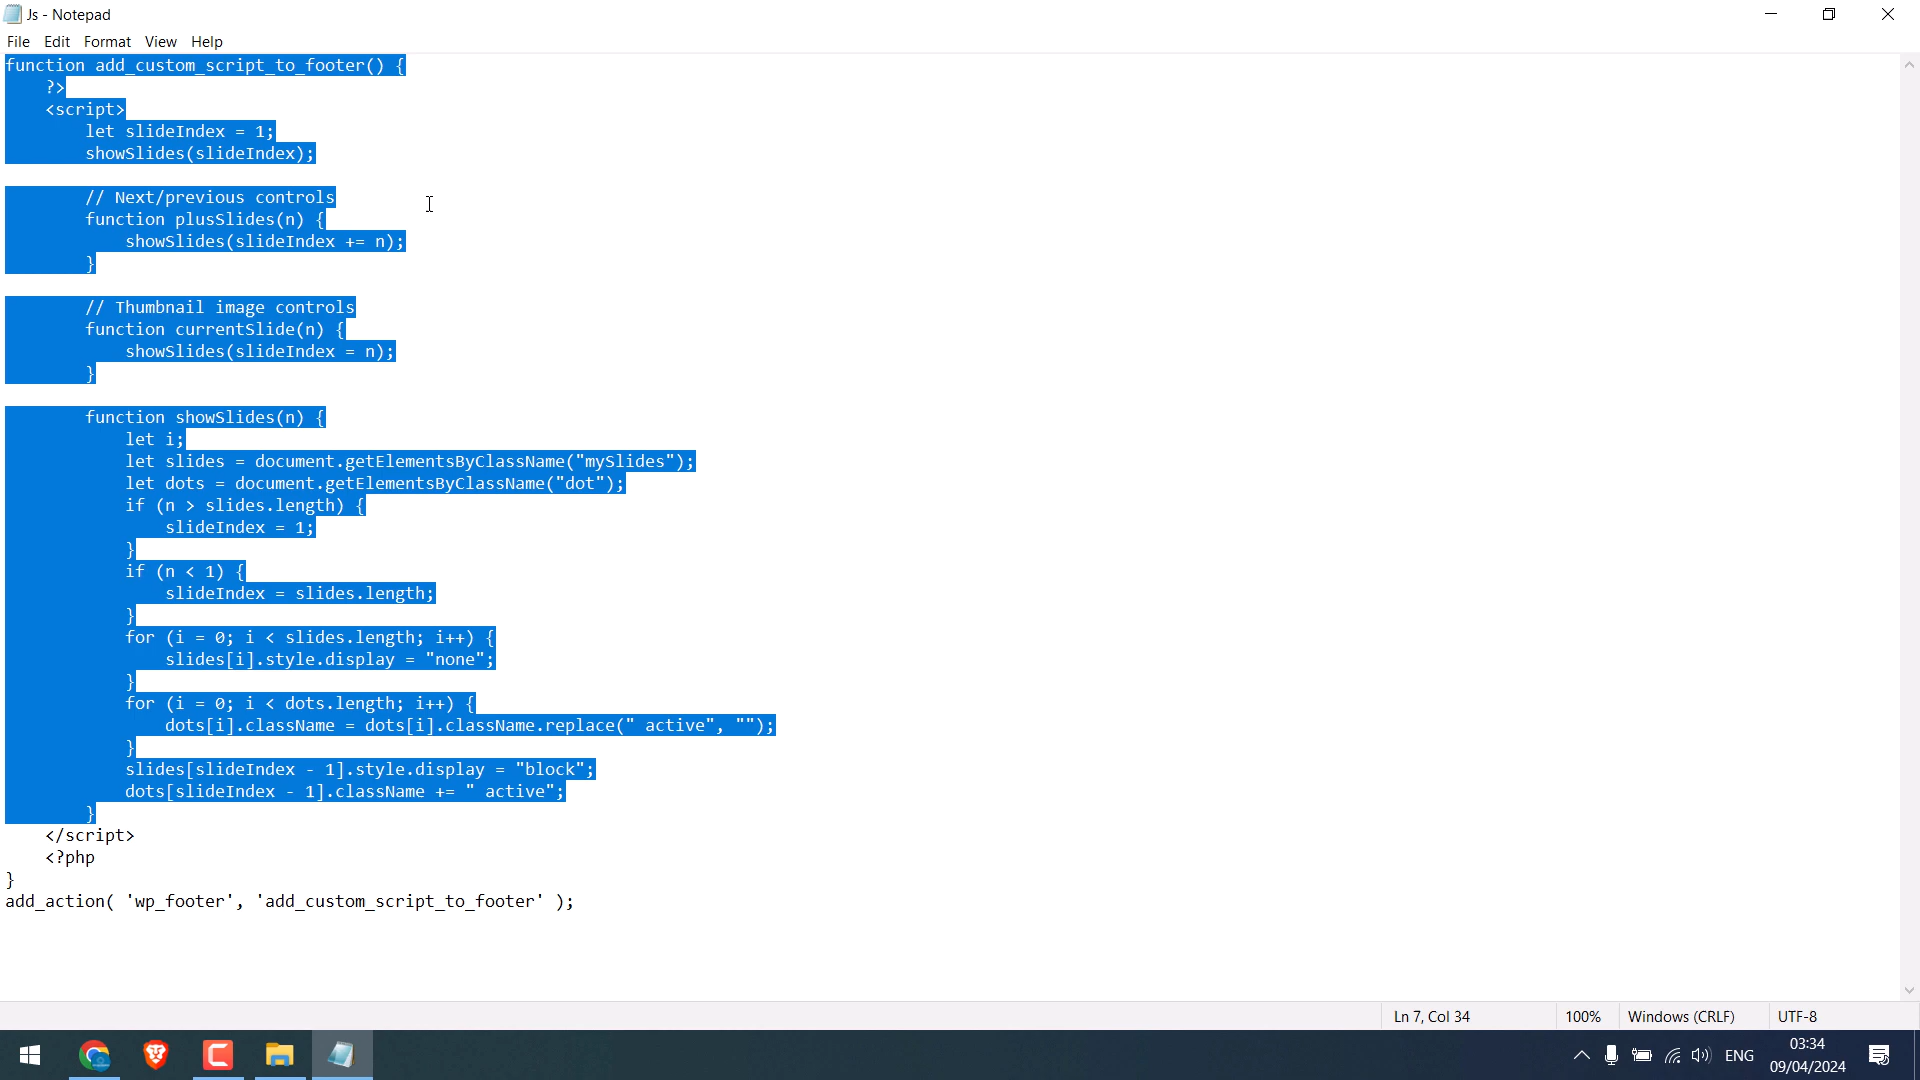 Js - Notepad
File Edit Format View Help
function add_custom_script_to_footer() {
    ?>
    <script>
        let slideIndex = 1;
        showSlides(slideIndex);

        // Next/previous controls
        function plusSlides(n) {
            showSlides(slideIndex += n);
        }

        // Thumbnail image controls
        function currentSlide(n) {
            showSlides(slideIndex = n);
        }

        function showSlides(n) {
            let i;
            let slides = document.getElementsByClassName("mySlides");
            let dots = document.getElementsByClassName("dot");
            if (n > slides.length) {
                slideIndex = 1;
            }
            if (n < 1) {
                slideIndex = slides.length;
            }
            for (i = 0; i < slides.length; i++) {
                slides[i].style.display = "none";
            }
            for (i = 0; i < dots.length; i++) {
                dots[i].className = dots[i].className.replace(" active", "");
            }
            slides[slideIndex - 1].style.display = "block";
            dots[slideIndex - 1].className += " active";
        }
    </script>
    <?php
}
add_action( 'wp_footer', 'add_custom_script_to_footer' );
Ln 7, Col 34 100% Windows (CRLF) UTF-8
ENG
03:34
09/04/2024